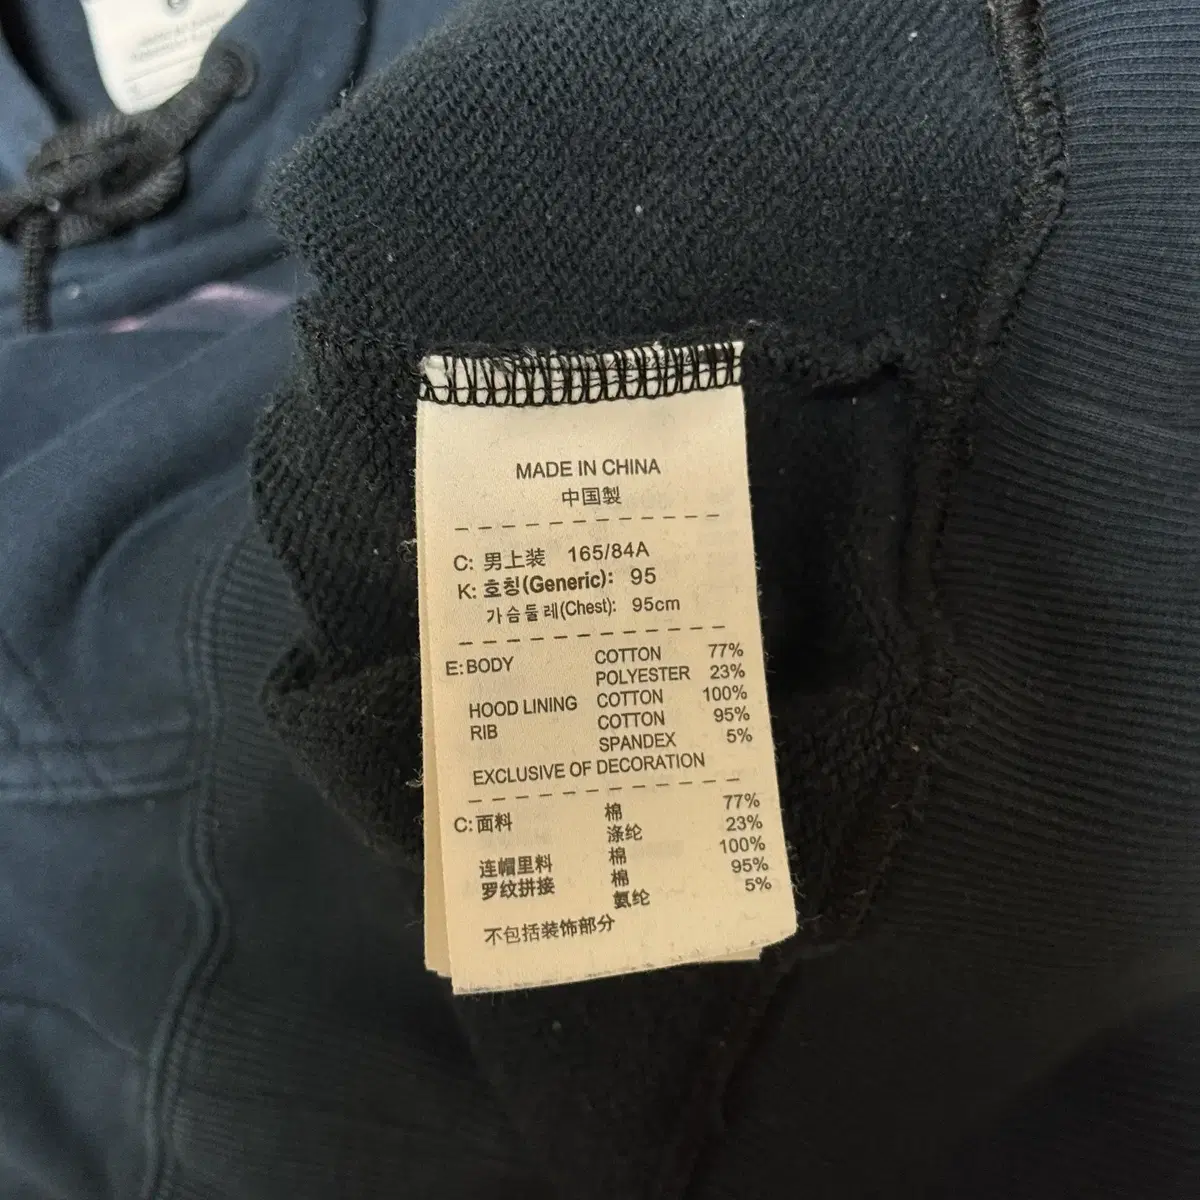 MADE IN CHINA
中国製
C: 男上装 165/84A
K: 호칭(Generic): 95
가슴둘레(Chest): 95cm
E: BODY COTTON 77%
POLYESTER 23%
HOOD LINING COTTON 100%
RIB COTTON 95%
SPANDEX 5%
EXCLUSIVE OF DECORATION
C: 面料 棉 77%
涤纶 23%
连帽里料 棉 100%
罗纹拼接 棉 95%
氨纶 5%
不包括装饰部分